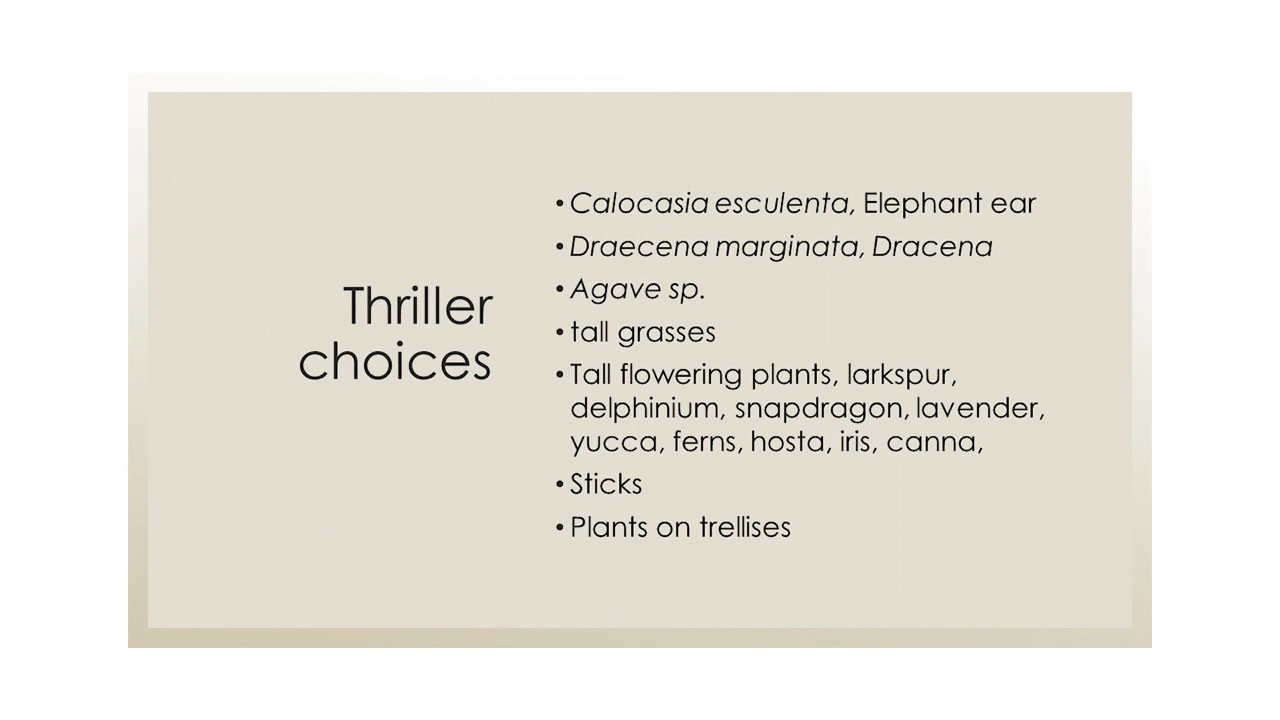 Thriller
choices
• Calocasia esculenta, Elephant ear
• Draecena marginata, Dracena
• Agave sp.
• tall grasses
• Tall flowering plants, larkspur,
delphinium, snapdragon, lavender,
yucca, ferns, hosta, iris, canna,
• Sticks
• Plants on trellises